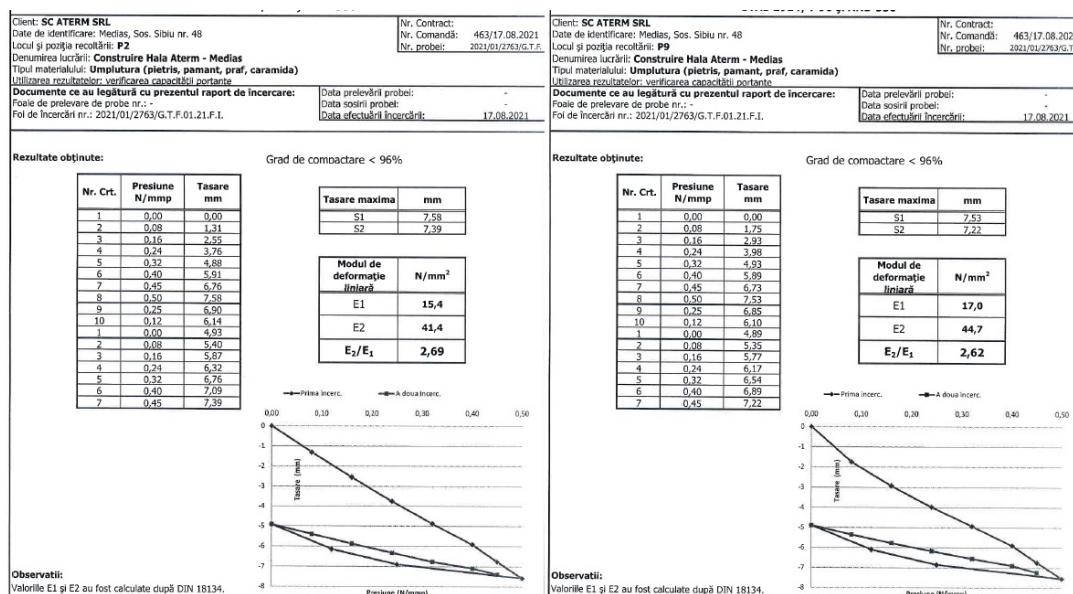 Client: SC ATERM SRL
Date de identificare: Medias, Sos. Sibiu nr. 48
Locul și poziția recoltării: P2
Denumirea lucrării: Construire Hala Aterm - Medias
Tipul materialului: Umplutura (pietris, pamant, praf, caramida)
Utilizarea rezultatelor: verificarea capacității portante
Nr. Contract:
Nr. Comandă: 463/17.08.2021
Nr. probei: 2021/01/2763/G.T.F.
Documente ce au legătură cu prezentul raport de încercare:
Foaie de prelevare de probe nr.: -
Foi de încercări nr.: 2021/01/2763/G.T.F.01.21.F.I.
Data prelevării probei: -
Data sosirii probei: -
Data efectuării încercării: 17.08.2021
Rezultate obținute:
Grad de compactare < 96%
Nr. Crt. Presiune N/mmp Tasare mm
1 0,00 0,00
2 0,08 1,31
3 0,16 2,55
4 0,24 3,76
5 0,32 4,88
6 0,40 5,91
7 0,45 6,76
8 0,50 7,58
9 0,25 6,90
10 0,12 6,14
1 0,00 4,93
2 0,08 5,40
3 0,16 5,87
4 0,24 6,32
5 0,32 6,76
6 0,40 7,09
7 0,45 7,39
Tasare maxima mm
S1 7,58
S2 7,39
Modul de deformație liniară N/mm²
E1 15,4
E2 41,4
E₂/E₁ 2,69
Prima incerc. A doua incerc.
0,00 0,10 0,20 0,30 0,40 0,50
0
-1
-2
-3
-4
-5
-6
-7
-8
Tasare (mm)
Presiune (N/mmp)
Observatii:
Valoriile E1 și E2 au fost calculate după DIN 18134.
Client: SC ATERM SRL
Date de identificare: Medias, Sos. Sibiu nr. 48
Locul și poziția recoltării: P9
Denumirea lucrării: Construire Hala Aterm - Medias
Tipul materialului: Umplutura (pietris, pamant, praf, caramida)
Utilizarea rezultatelor: verificarea capacității portante
Nr. Contract:
Nr. Comandă: 463/17.08.2021
Nr. probei: 2021/01/2763/G.T
Documente ce au legătură cu prezentul raport de încercare:
Foaie de prelevare de probe nr.: -
Foi de încercări nr.: 2021/01/2763/G.T.F.01.21.F.I.
Data prelevării probei: -
Data sosirii probei: -
Data efectuării încercării: 17.08.2021
Rezultate obținute:
Grad de compactare < 96%
Nr. Crt. Presiune N/mmp Tasare mm
1 0,00 0,00
2 0,08 1,75
3 0,16 2,93
4 0,24 3,98
5 0,32 4,93
6 0,40 5,89
7 0,45 6,73
8 0,50 7,53
9 0,25 6,85
10 0,12 6,10
1 0,00 4,89
2 0,08 5,35
3 0,16 5,77
4 0,24 6,17
5 0,32 6,54
6 0,40 6,89
7 0,45 7,22
Tasare maxima mm
S1 7,53
S2 7,22
Modul de deformație liniară N/mm²
E1 17,0
E2 44,7
E₂/E₁ 2,62
Prima incerc. A doua incerc.
0,00 0,10 0,20 0,30 0,40 0,50
0
-1
-2
-3
-4
-5
-6
-7
-8
Tasare (mm)
Presiune (N/mmp)
Observatii:
Valoriile E1 și E2 au fost calculate după DIN 18134.